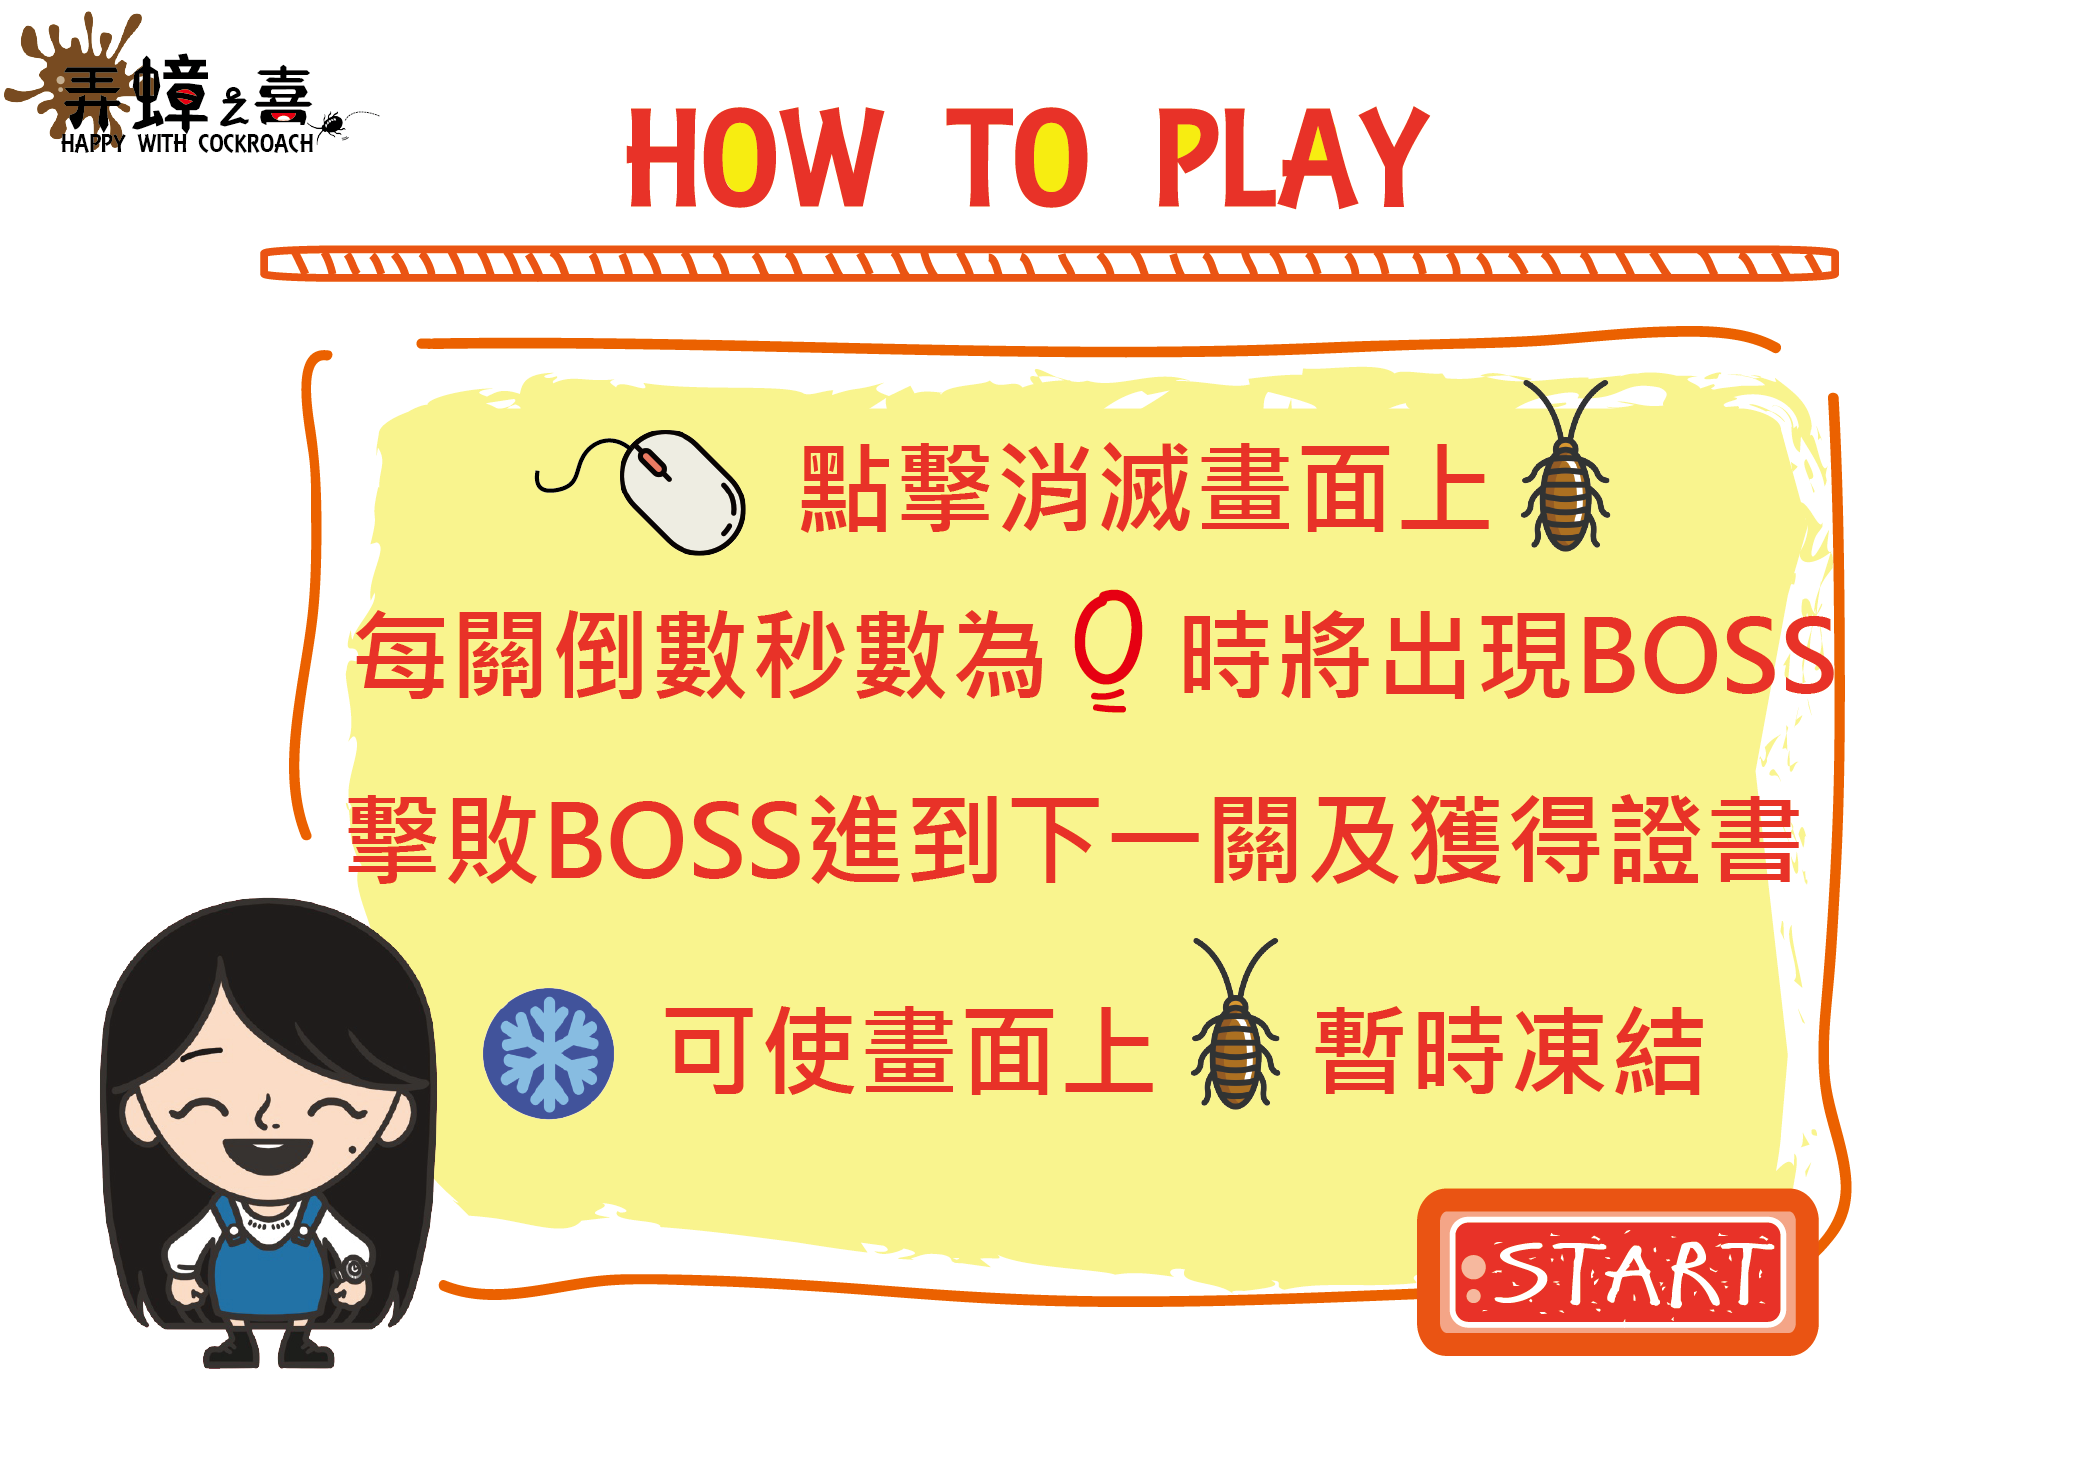 弄蟑之喜
HAPPY WITH COCKROACH
HOW TO PLAY
點擊消滅畫面上
每關倒數秒數為0時將出現BOSS
擊敗BOSS進到下一關及獲得證書
可使畫面上 暫時凍結
START